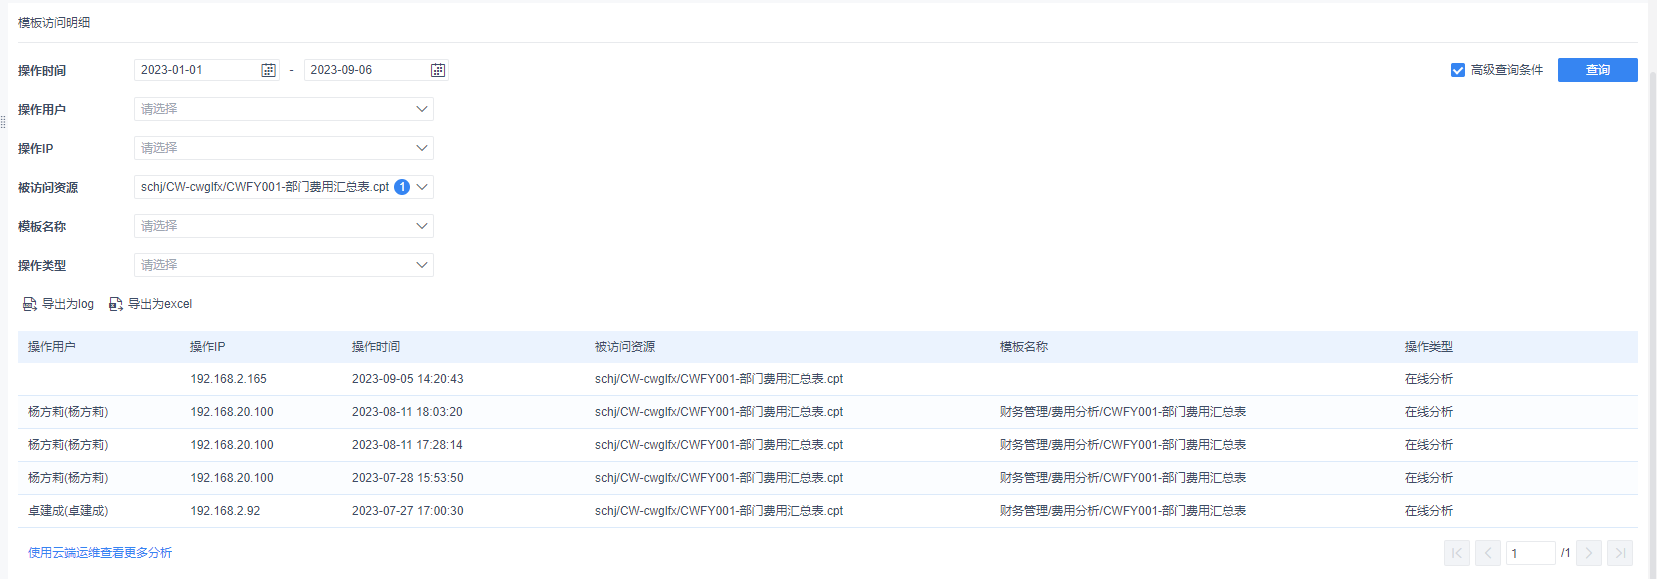 模板访问明细
操作时间 2023-01-01 - 2023-09-06 高级查询条件 查询
操作用户 请选择
操作IP 请选择
被访问资源 schj/CW-cwglfx/CWFY001-部门费用汇总表.cpt 1
模板名称 请选择
操作类型 请选择
导出为log 导出为excel
操作用户 操作IP 操作时间 被访问资源 模板名称 操作类型
192.168.2.165 2023-09-05 14:20:43 schj/CW-cwglfx/CWFY001-部门费用汇总表.cpt 在线分析
杨方莉(杨方莉) 192.168.20.100 2023-08-11 18:03:20 schj/CW-cwglfx/CWFY001-部门费用汇总表.cpt 财务管理/费用分析/CWFY001-部门费用汇总表 在线分析
杨方莉(杨方莉) 192.168.20.100 2023-08-11 17:28:14 schj/CW-cwglfx/CWFY001-部门费用汇总表.cpt 财务管理/费用分析/CWFY001-部门费用汇总表 在线分析
杨方莉(杨方莉) 192.168.20.100 2023-07-28 15:53:50 schj/CW-cwglfx/CWFY001-部门费用汇总表.cpt 财务管理/费用分析/CWFY001-部门费用汇总表 在线分析
卓建成(卓建成) 192.168.2.92 2023-07-27 17:00:30 schj/CW-cwglfx/CWFY001-部门费用汇总表.cpt 财务管理/费用分析/CWFY001-部门费用汇总表 在线分析
使用云端运维查看更多分析 1 /1